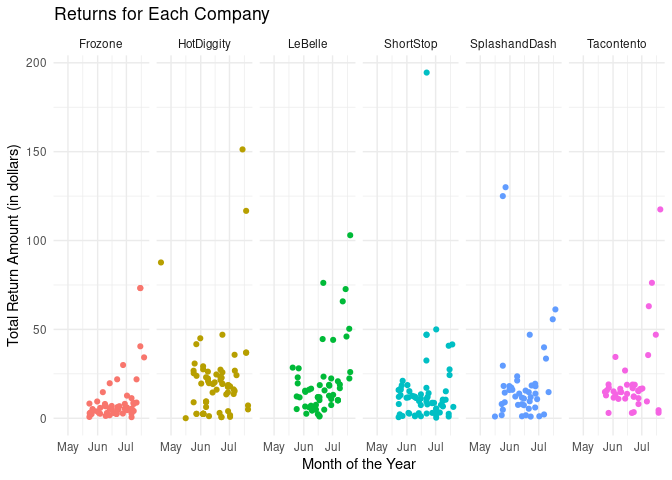 Returns for Each Company
Frozone HotDiggity LeBelle ShortStop SplashandDash Tacontento
200
150
100
50
0
Total Return Amount (in dollars)
May Jun Jul May Jun Jul May Jun Jul May Jun Jul May Jun Jul May Jun Jul
Month of the Year